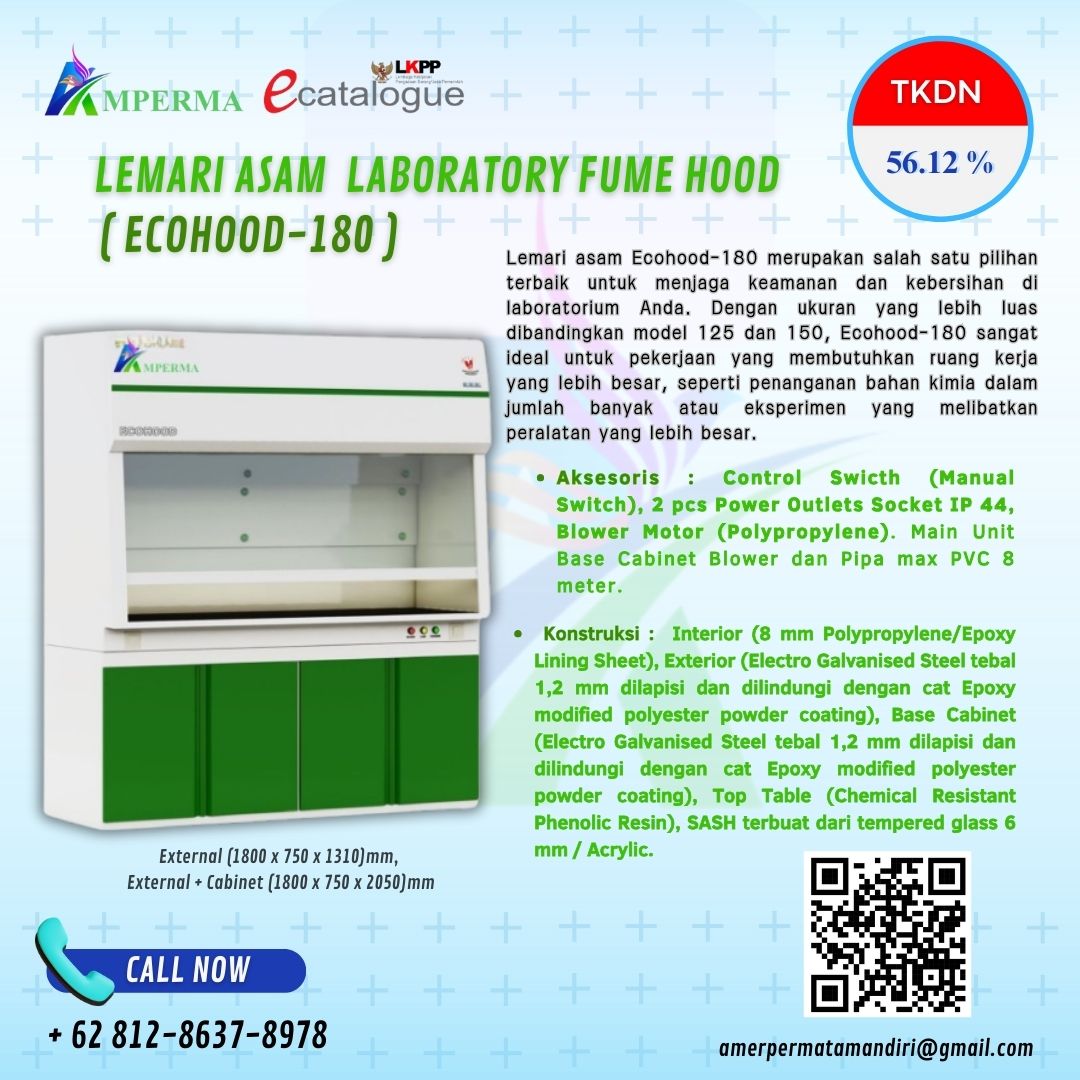 AMPERMA
ecatalogue
LKPP
TKDN
56.12 %
LEMARI ASAM LABORATORY FUME HOOD
( ECOHOOD-180 )
Lemari asam Ecohood-180 merupakan salah satu pilihan
terbaik untuk menjaga keamanan dan kebersihan di
laboratorium Anda. Dengan ukuran yang lebih luas
dibandingkan model 125 dan 150, Ecohood-180 sangat
ideal untuk pekerjaan yang membutuhkan ruang kerja
yang lebih besar, seperti penanganan bahan kimia dalam
jumlah banyak atau eksperimen yang melibatkan
peralatan yang lebih besar.
AMPERMA
ECOHOOD
• Aksesoris : Control Swicth (Manual
Switch), 2 pcs Power Outlets Socket IP 44,
Blower Motor (Polypropylene). Main Unit
Base Cabinet Blower dan Pipa max PVC 8
meter.
• Konstruksi : Interior (8 mm Polypropylene/Epoxy
Lining Sheet), Exterior (Electro Galvanised Steel tebal
1,2 mm dilapisi dan dilindungi dengan cat Epoxy
modified polyester powder coating), Base Cabinet
(Electro Galvanised Steel tebal 1,2 mm dilapisi dan
dilindungi dengan cat Epoxy modified polyester
powder coating), Top Table (Chemical Resistant
Phenolic Resin), SASH terbuat dari tempered glass 6
mm / Acrylic.
External (1800 x 750 x 1310)mm,
External + Cabinet (1800 x 750 x 2050)mm
CALL NOW
+ 62 812-8637-8978
amerpermatamandiri@gmail.com